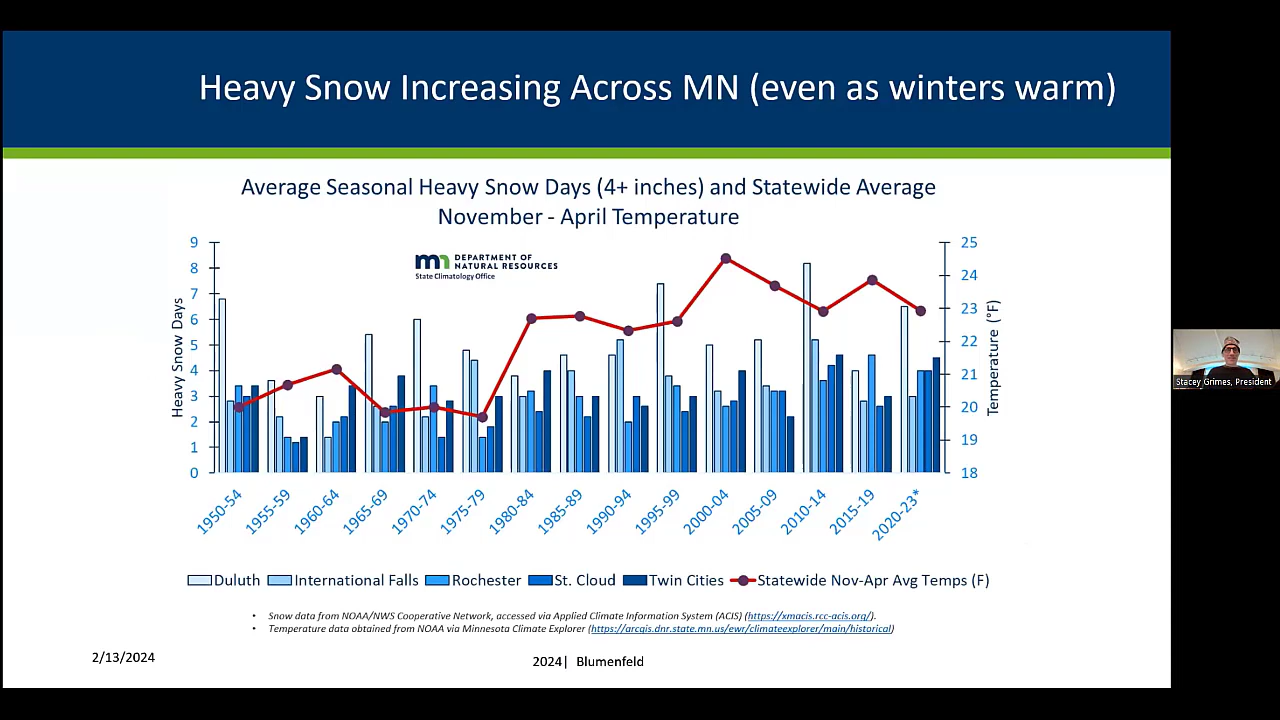 Heavy Snow Increasing Across MN (even as winters warm)
Average Seasonal Heavy Snow Days (4+ inches) and Statewide Average
November - April Temperature
DEPARTMENT OF
NATURAL RESOURCES
State Climatology Office
9
8
7
6
5
4
3
2
1
0
Heavy Snow Days
25
24
23
22
21
20
19
18
Temperature (°F)
1950-54
1955-59
1960-64
1965-69
1970-74
1975-79
1980-84
1985-89
1990-94
1995-99
2000-04
2005-09
2010-14
2015-19
2020-23*
Duluth International Falls Rochester St. Cloud Twin Cities Statewide Nov-Apr Avg Temps (F)
• Snow data from NOAA/NWS Cooperative Network, accessed via Applied Climate Information System (ACIS) (https://xmacis.rcc-acis.org/).
• Temperature data obtained from NOAA via Minnesota Climate Explorer (https://arcgis.dnr.state.mn.us/ewr/climateexplorer/main/historical)
2/13/2024
2024| Blumenfeld
Stacey Grimes, President